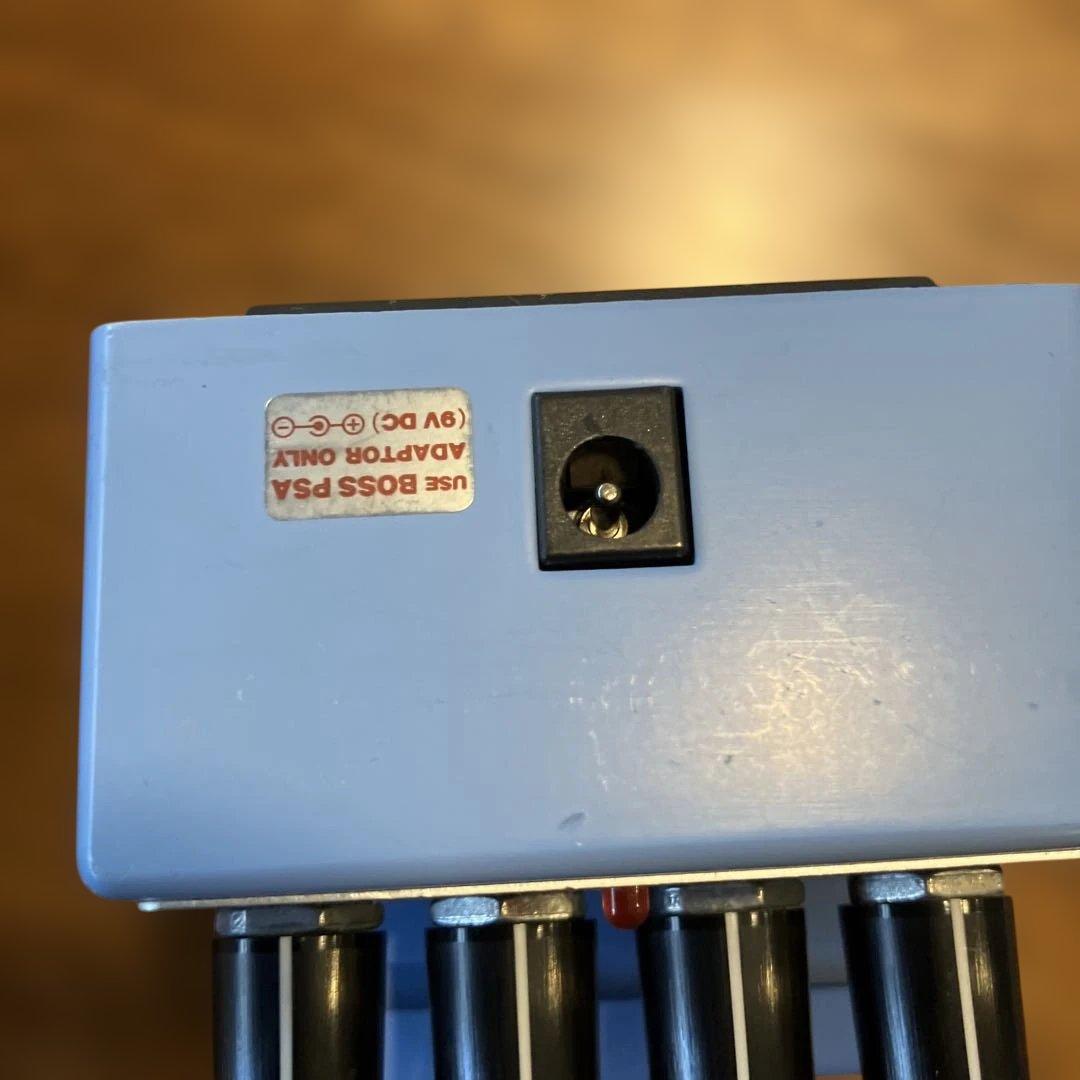 USE BOSS PSA
ADAPTOR ONLY
(9V DC)